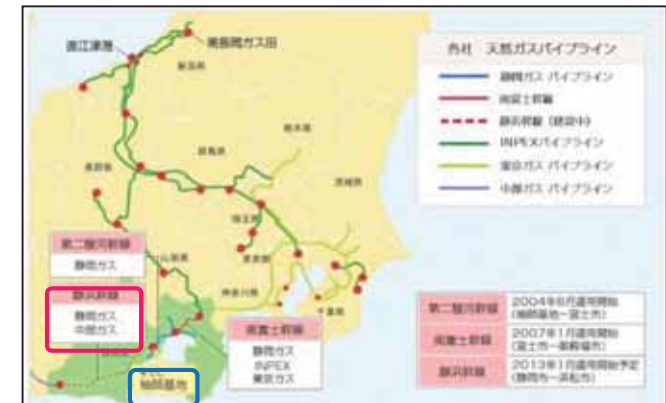 直江津港
南長岡ガス田
新潟県
各社 天然ガスパイプライン
静岡ガス パイプライン
南富士幹線
静浜幹線 (建設中)
INPEXパイプライン
東京ガス パイプライン
中部ガス パイプライン
栃木県
群馬県
長野県
茨城県
埼玉県
東京都
山梨県
神奈川県
千葉県
第二駿河幹線
静岡ガス
静浜幹線
静岡ガス
中部ガス
南富士幹線
静岡ガス
INPEX
東京ガス
袖師基地
第二駿河幹線 2004年6月運用開始
(袖師基地～富士市)
南富士幹線 2007年1月運用開始
(富士市～御殿場市)
静浜幹線 2013年1月運用開始予定
(静岡市～浜松市)